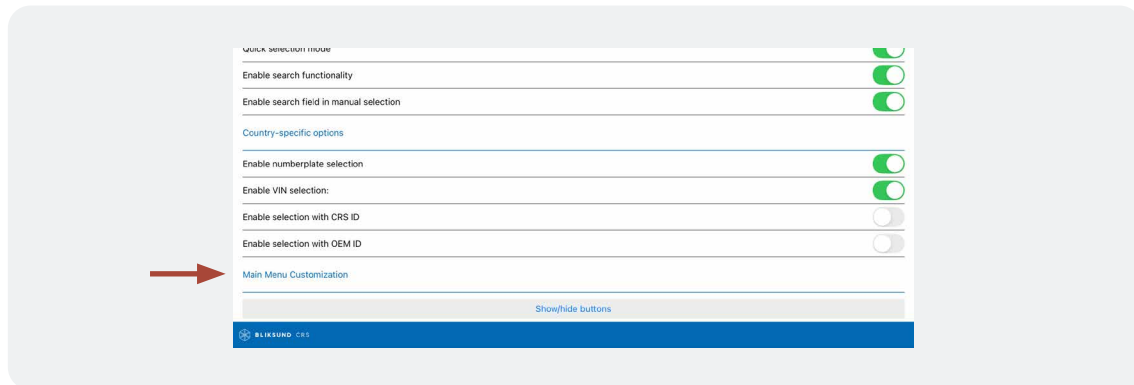 Quick selection mode
Enable search functionality
Enable search field in manual selection
Country-specific options
Enable numberplate selection
Enable VIN selection:
Enable selection with CRS ID
Enable selection with OEM ID
Main Menu Customization
Show/hide buttons
BLIKSUND CRS